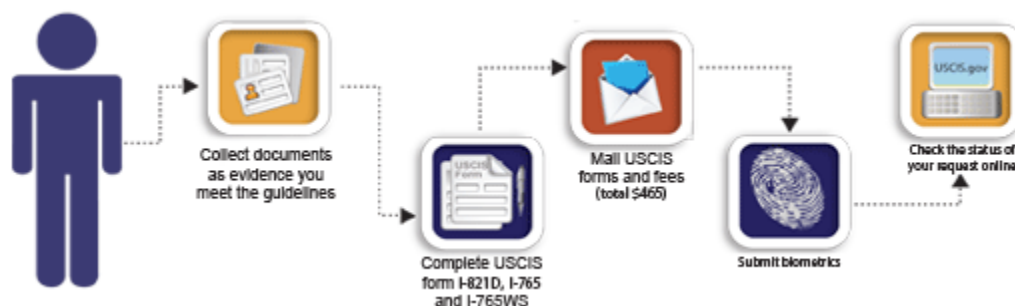 Collect documents
as evidence you
meet the guidelines
USCIS
Form
Complete USCIS
form I-821D, I-765
and I-765WS
Mail USCIS
forms and fees
(total $465)
Submit biometrics
USCIS.gov
Check the status of
your request online